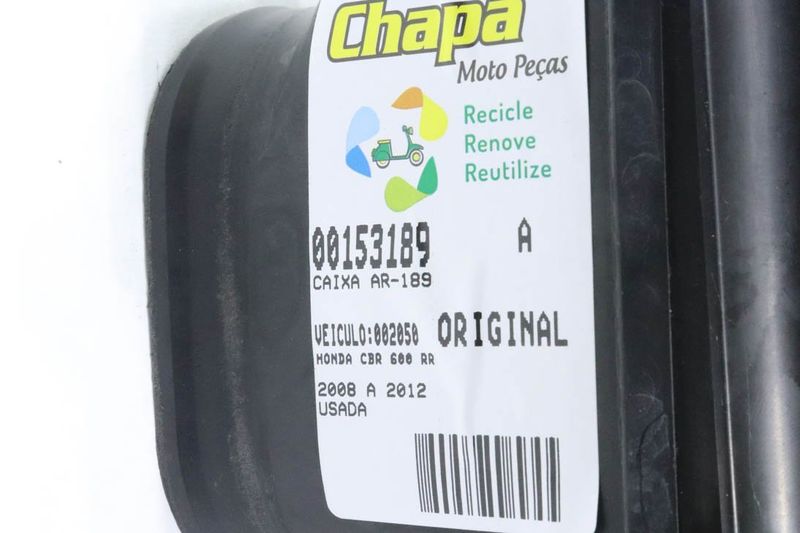 Chapa
Moto Peças
Recicle
Renove
Reutilize
00153189 A
CAIXA AR-189
VEICULO:002050 ORIGINAL
HONDA CBR 600 RR
2008 A 2012
USADA